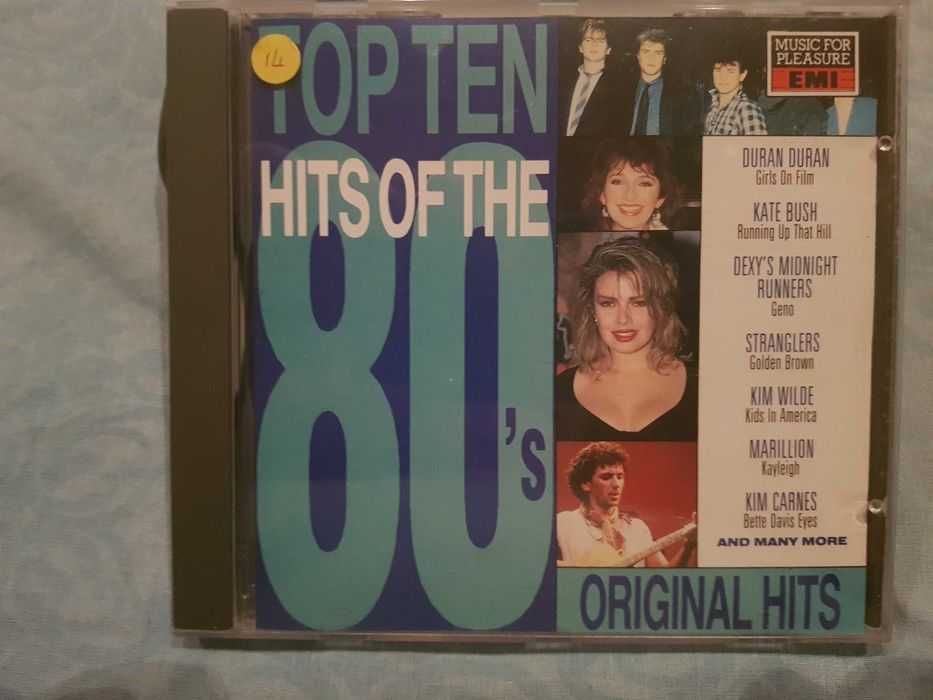 14
TOP TEN
HITS OF THE
80's
MUSIC FOR
PLEASURE
EMI
DURAN DURAN
Girls On Film
KATE BUSH
Running Up That Hill
DEXY'S MIDNIGHT
RUNNERS
Geno
STRANGLERS
Golden Brown
KIM WILDE
Kids In America
MARILLION
Kayleigh
KIM CARNES
Bette Davis Eyes
AND MANY MORE
ORIGINAL HITS